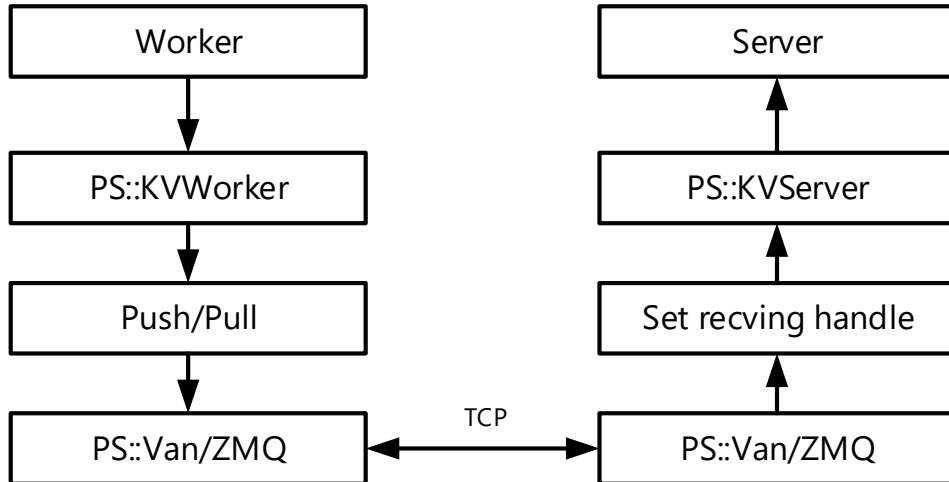 Worker
Server
PS::KVWorker
PS::KVServer
Push/Pull
Set recving handle
PS::Van/ZMQ
TCP
PS::Van/ZMQ